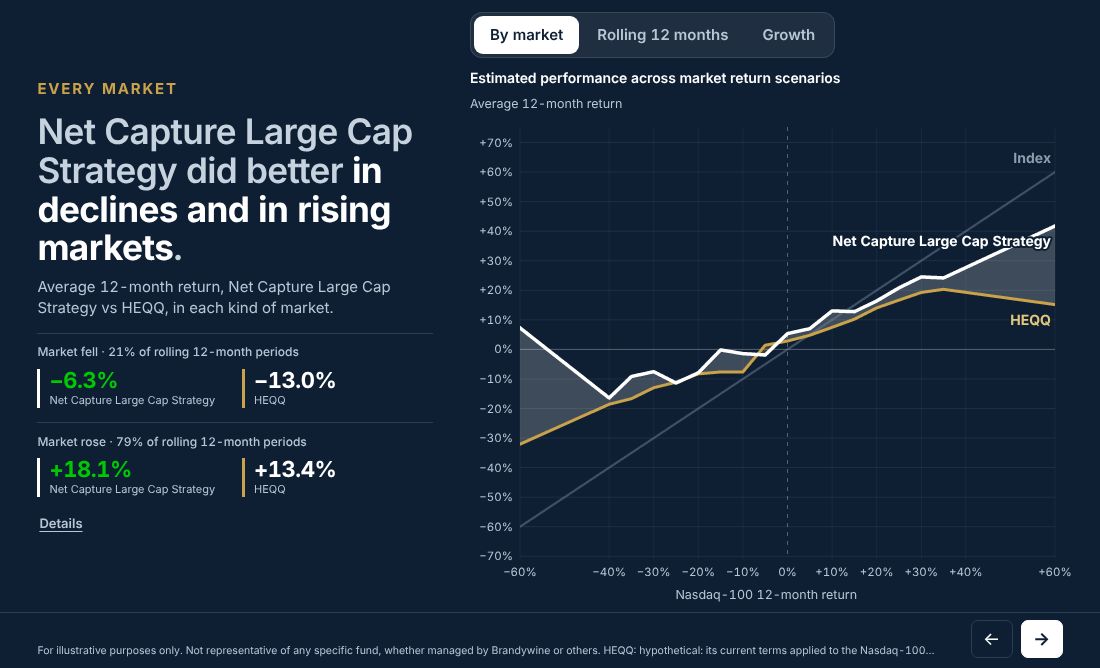 By market
Rolling 12 months
Growth
EVERY MARKET
Net Capture Large Cap
Strategy did better in
declines and in rising
markets.
Average 12-month return, Net Capture Large Cap
Strategy vs HEQQ, in each kind of market.
Market fell · 21% of rolling 12-month periods
−6.3%
Net Capture Large Cap Strategy
−13.0%
HEQQ
Market rose · 79% of rolling 12-month periods
+18.1%
Net Capture Large Cap Strategy
+13.4%
HEQQ
Details
Estimated performance across market return scenarios
Average 12-month return
+70%
+60%
+50%
+40%
+30%
+20%
+10%
0%
−10%
−20%
−30%
−40%
−50%
−60%
−70%
Index
Net Capture Large Cap Strategy
HEQQ
−60%
−40%
−30%
−20%
−10%
0%
+10%
+20%
+30%
+40%
+60%
Nasdaq-100 12-month return
For illustrative purposes only. Not representative of any specific fund, whether managed by Brandywine or others. HEQQ: hypothetical: its current terms applied to the Nasdaq-100...